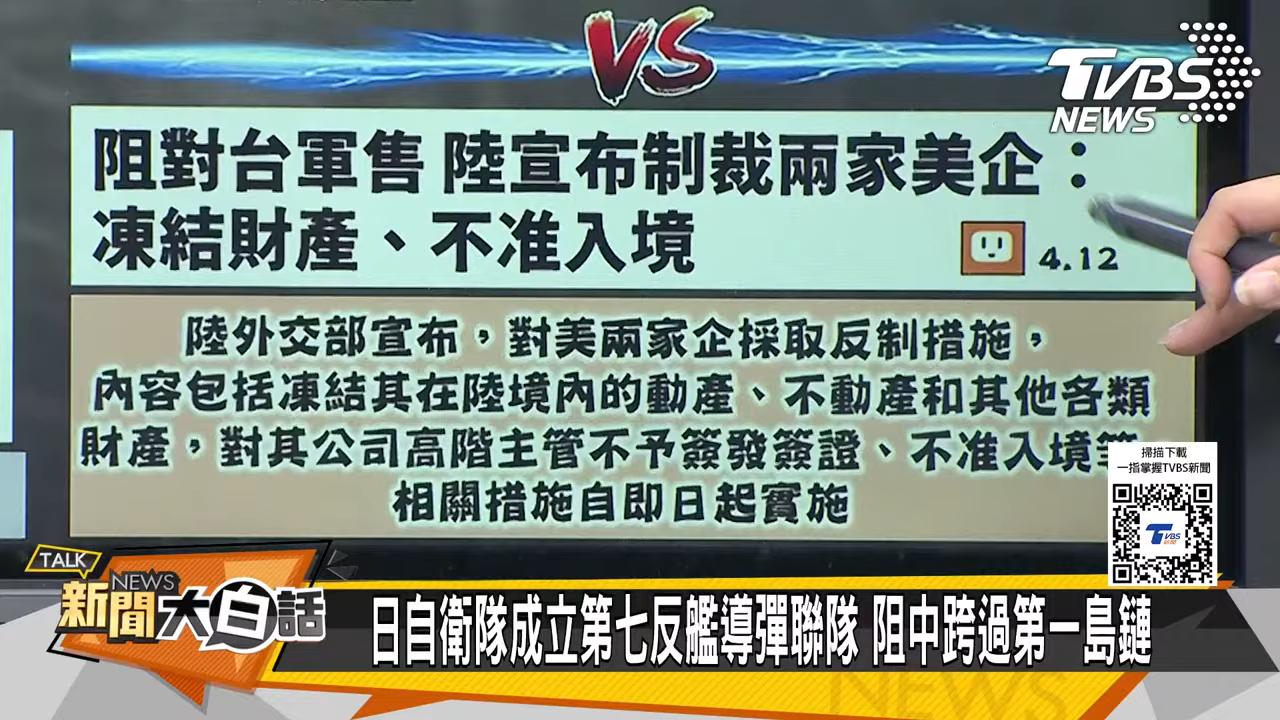 VS
TVBS
NEWS
阻對台軍售 陸宣布制裁兩家美企：
凍結財產、不准入境
4.12
陸外交部宣布，對美兩家企採取反制措施，
內容包括凍結其在陸境內的動產、不動產和其他各類
財產，對其公司高階主管不予簽發簽證、不准入境等
相關措施自即日起實施
掃描下載
一指掌握TVBS新聞
TVBS
新聞
TALK
NEWS
新聞大白話
日自衛隊成立第七反艦導彈聯隊 阻中跨過第一島鏈
NEWS